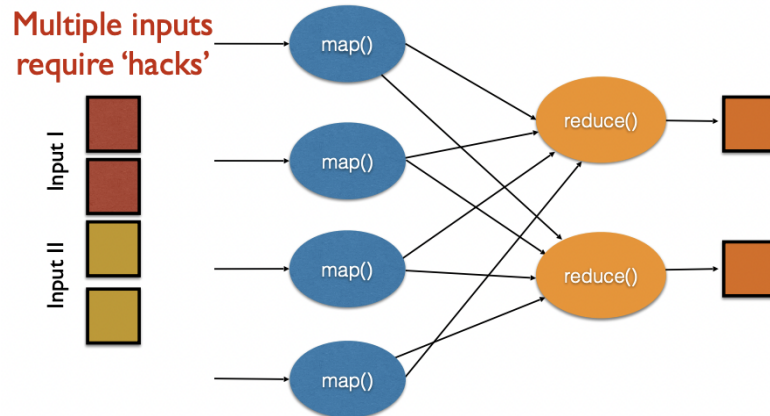 Multiple inputs
require ‘hacks’
Input I
Input II
map()
map()
map()
map()
reduce()
reduce()